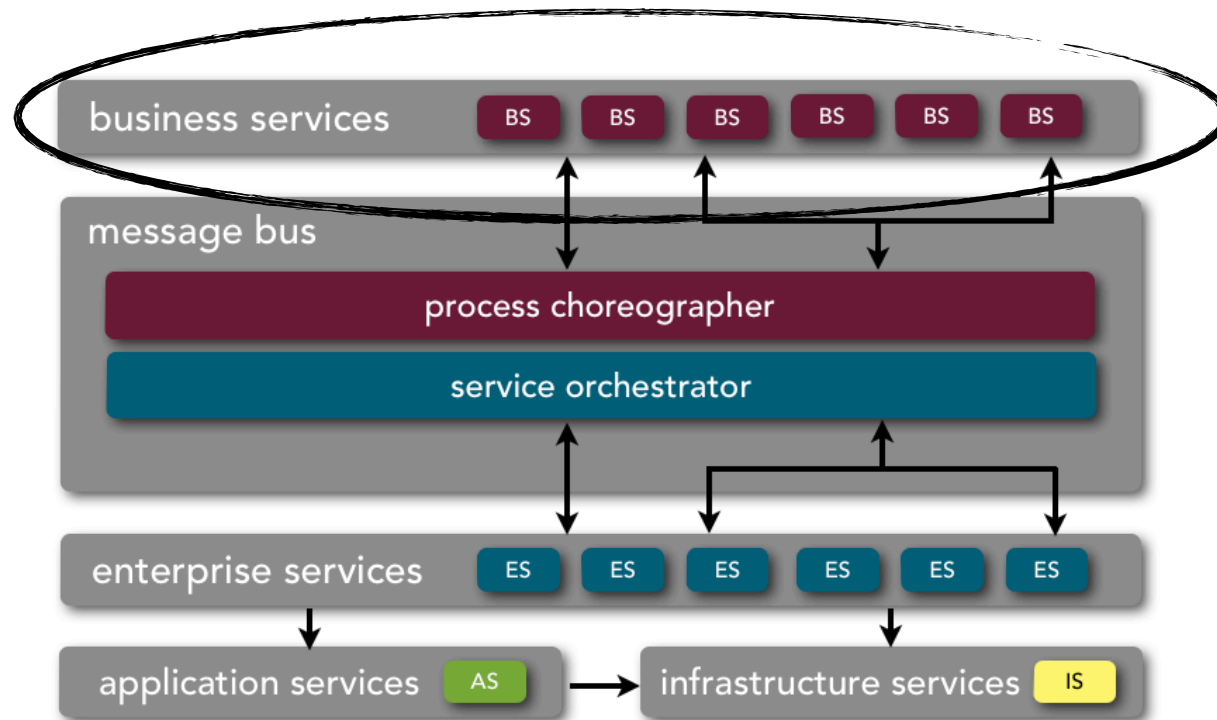 business services BS BS BS BS BS BS
message bus
process choreographer
service orchestrator
enterprise services ES ES ES ES ES ES
application services AS infrastructure services IS